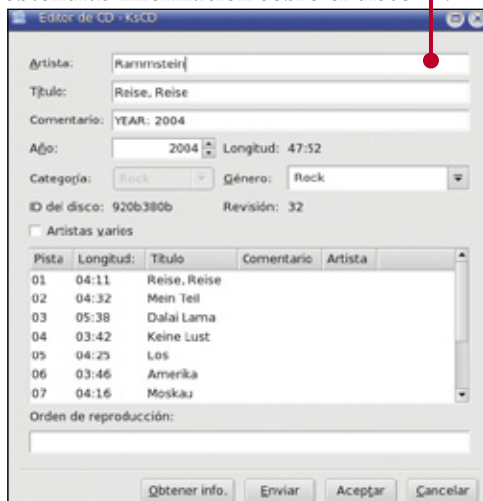 Editor de CD - KsCD
Artista: Rammstein
Título: Reise, Reise
Comentario: YEAR: 2004
Año: 2004 Longitud: 47:52
Categoría: Rock Género: Rock
ID del disco: 920b380b Revisión: 32
Artistas varios
Pista Longitud: Título Comentario Artista
01 04:11 Reise, Reise
02 04:32 Mein Teil
03 05:38 Dalai Lama
04 03:42 Keine Lust
05 04:25 Los
06 03:46 Amerika
07 04:16 Moskau
Orden de reproducción:
Obtener info. Enviar Aceptar Cancelar